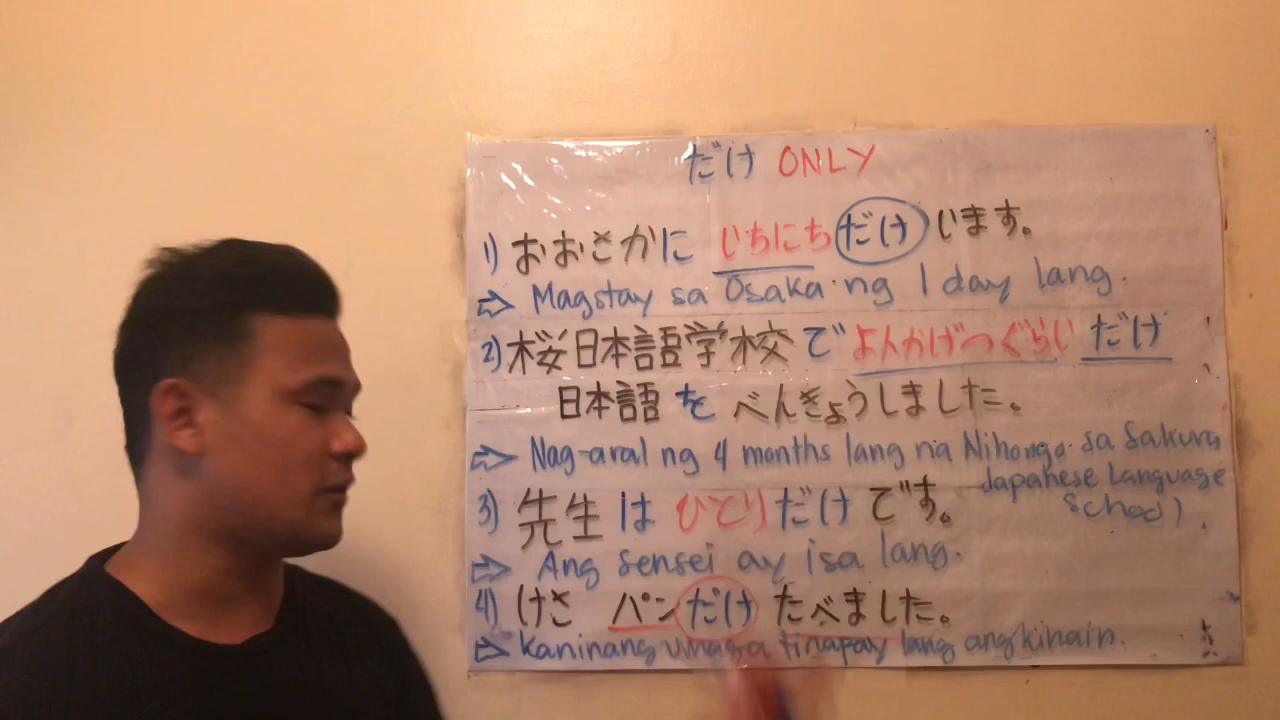 だけ ONLY
1) おおさかに いちにちだけ います。
⇨ Magstay sa Osaka ng 1 day lang.
2) 桜日本語学校で よんかげつぐらい だけ
日本語を べんきょうしました。
⇨ Nag-aral ng 4 months lang na Nihongo sa Sakura
Japanese Language
School).
3) 先生は ひとりだけ です。
⇨ Ang sensei ay isa lang.
4) けさ パンだけ たべました。
⇨ Kaninang umaga tinapay lang ang kinain.